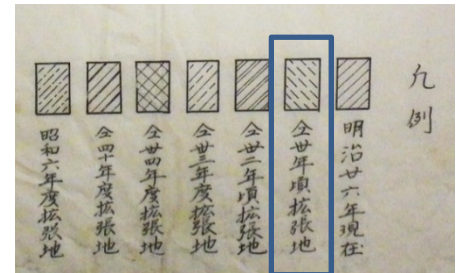 凡例
明治廿六年現在
仝卅年頃拡張地
仝卅二年頃拡張地
仝卅三年度拡張地
仝卅四年度拡張地
仝四十年度拡張地
昭和六年度拡張地